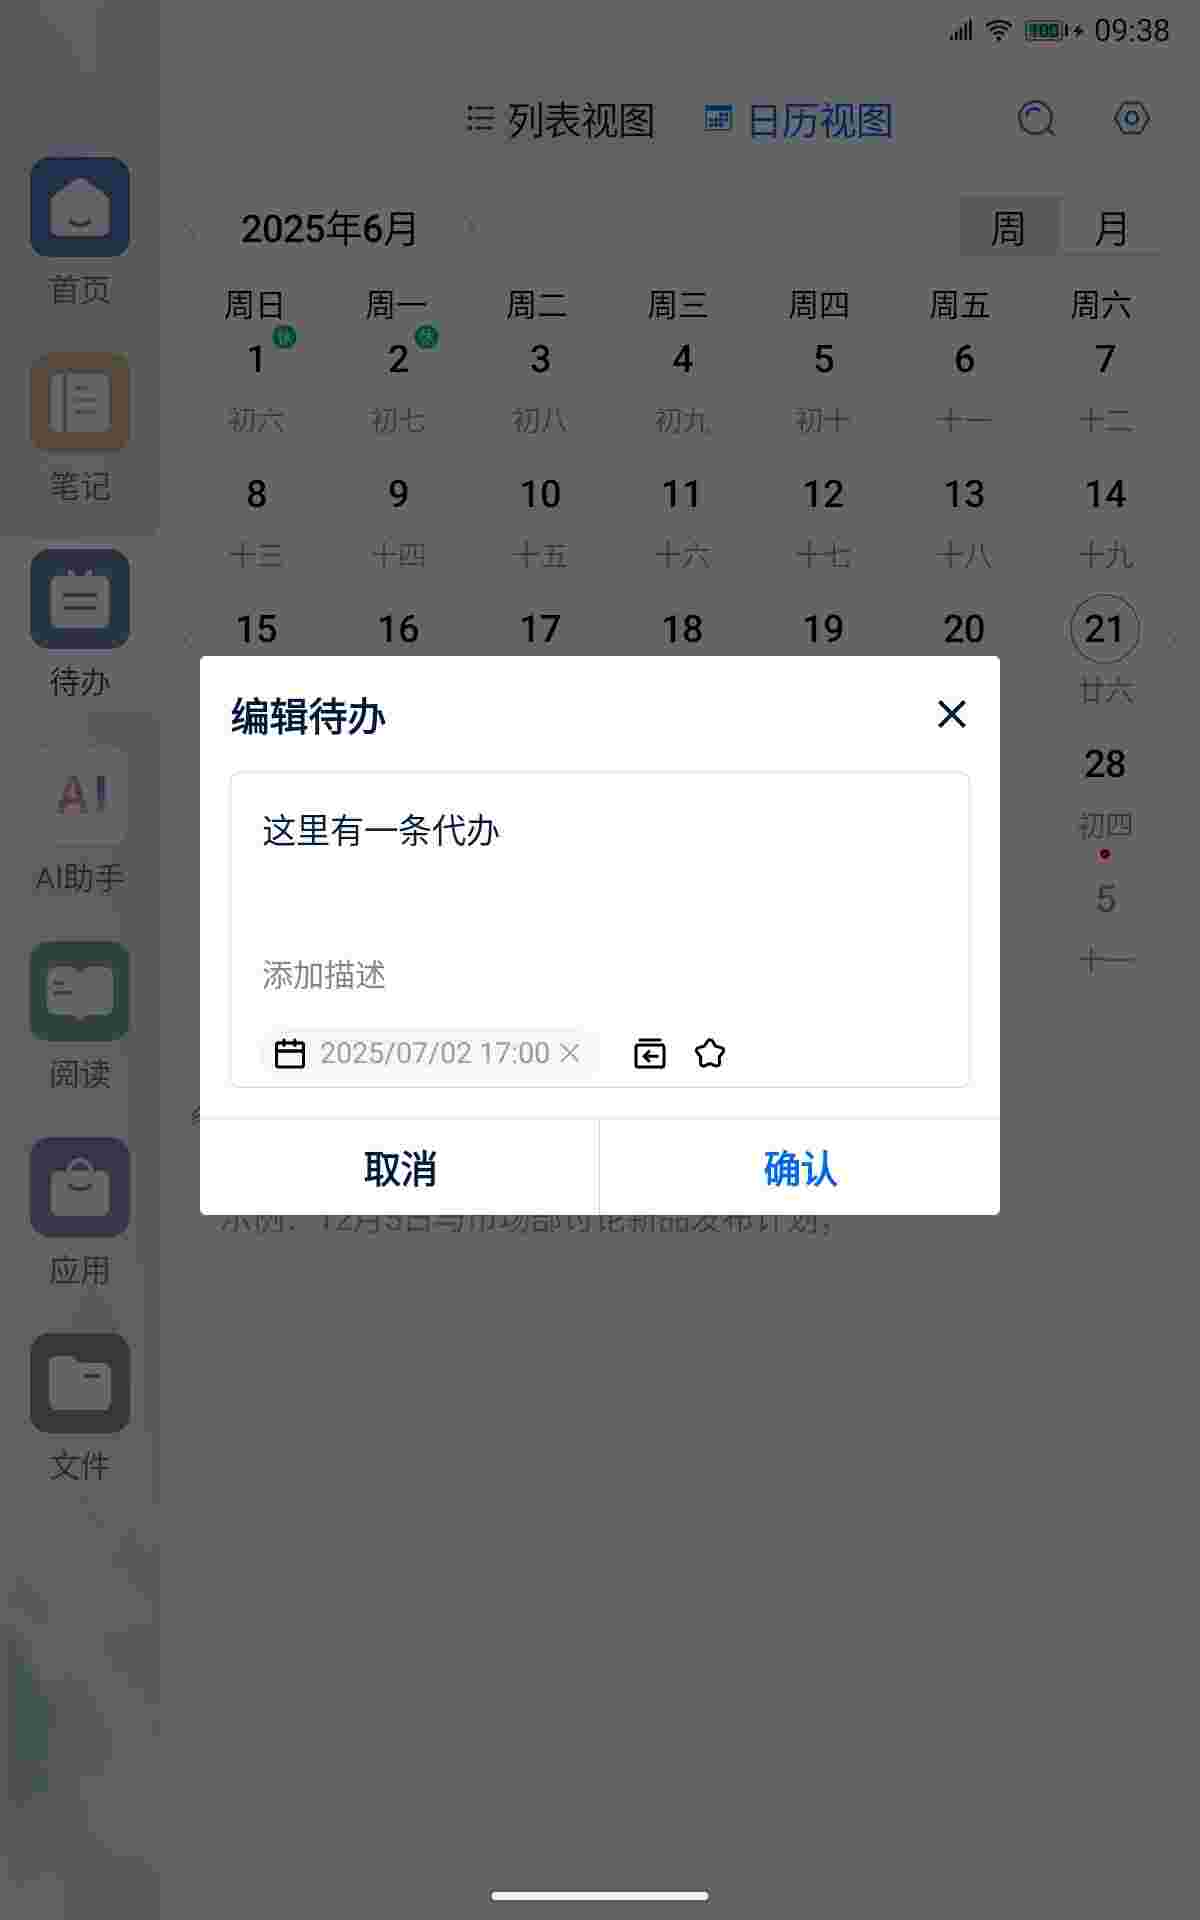 09:38
列表视图 日历视图
2025年6月 周 月
周日 周一 周二 周三 周四 周五 周六
休 休
1 2 3 4 5 6 7
初六 初七 初八 初九 初十 十一 十二
8 9 10 11 12 13 14
十三 十四 十五 十六 十七 十八 十九
15 16 17 18 19 20 21
廿六
28
初四
5
十一
首页
笔记
待办
AI
AI助手
阅读
应用
文件
编辑待办
这里有一条代办
添加描述
2025/07/02 17:00
取消 确认
示例：12月3日与市场部讨论新品发布计划；